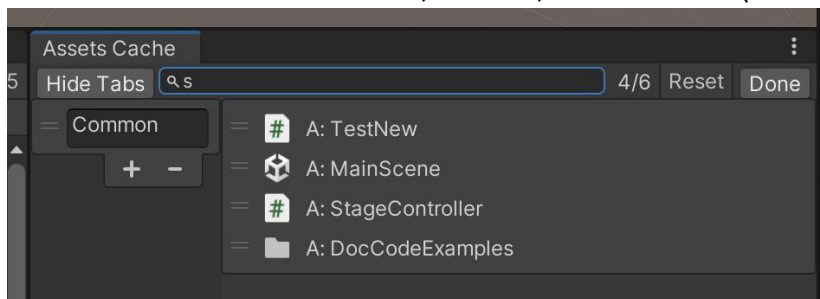 Assets Cache
5 Hide Tabs s 4/6 Reset Done
Common
+ -
# A: TestNew
A: MainScene
# A: StageController
A: DocCodeExamples